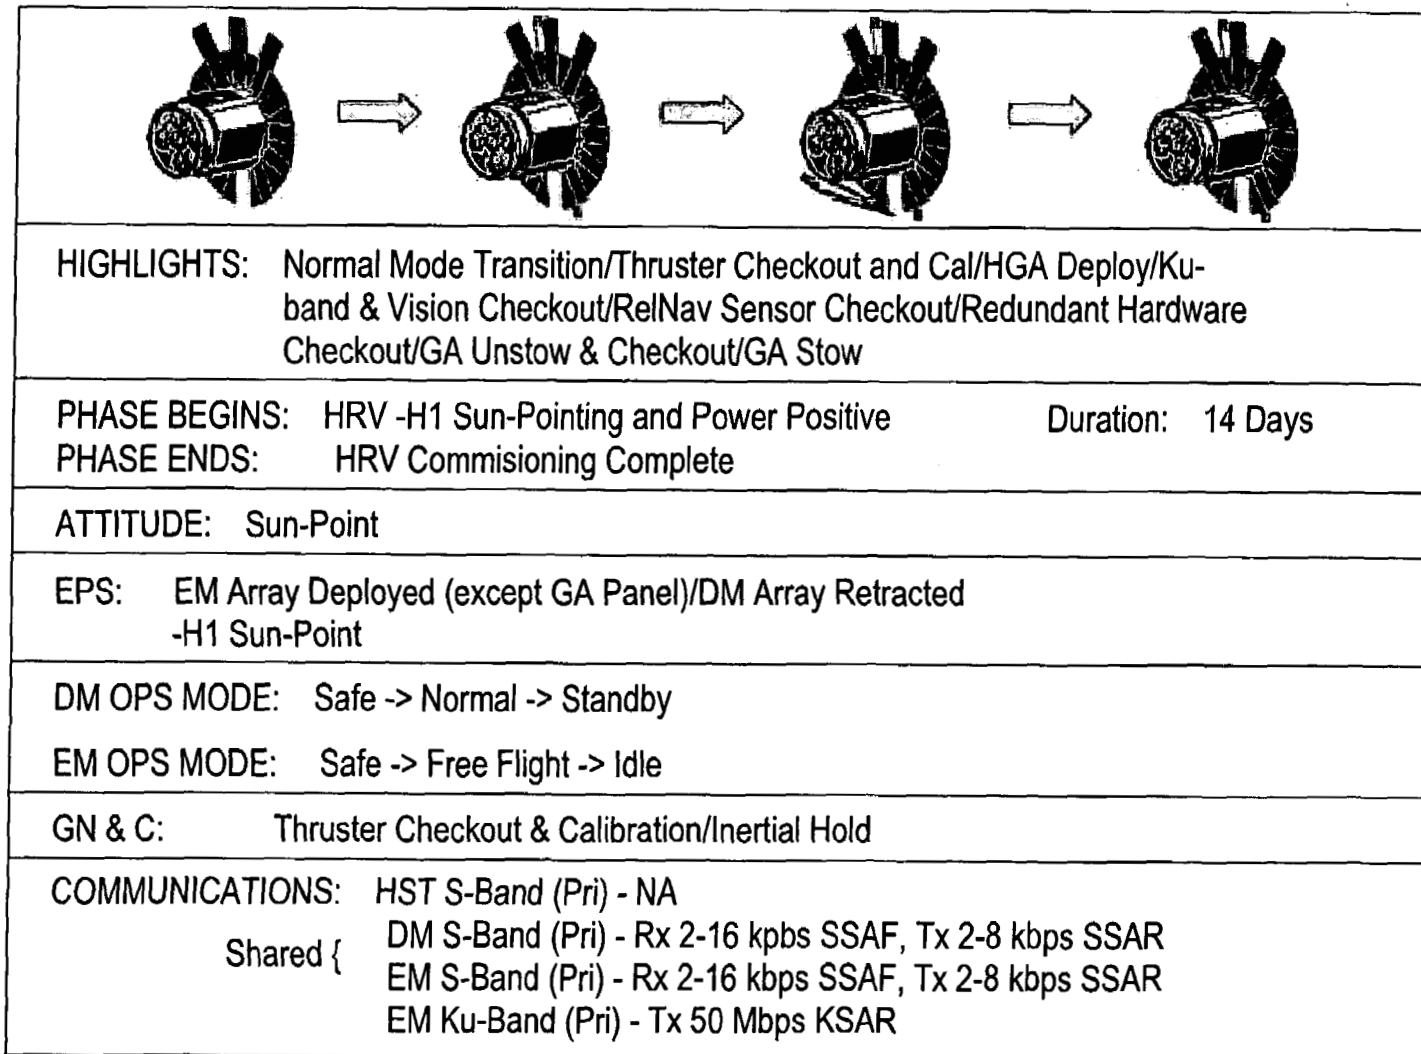 HIGHLIGHTS: Normal Mode Transition/Thruster Checkout and Cal/HGA Deploy/Ku-
band & Vision Checkout/RelNav Sensor Checkout/Redundant Hardware
Checkout/GA Unstow & Checkout/GA Stow
PHASE BEGINS: HRV -H1 Sun-Pointing and Power Positive Duration: 14 Days
PHASE ENDS: HRV Commisioning Complete
ATTITUDE: Sun-Point
EPS: EM Array Deployed (except GA Panel)/DM Array Retracted
-H1 Sun-Point
DM OPS MODE: Safe -> Normal -> Standby
EM OPS MODE: Safe -> Free Flight -> Idle
GN & C: Thruster Checkout & Calibration/Inertial Hold
COMMUNICATIONS: HST S-Band (Pri) - NA
Shared { DM S-Band (Pri) - Rx 2-16 kpbs SSAF, Tx 2-8 kbps SSAR
EM S-Band (Pri) - Rx 2-16 kbps SSAF, Tx 2-8 kbps SSAR
EM Ku-Band (Pri) - Tx 50 Mbps KSAR